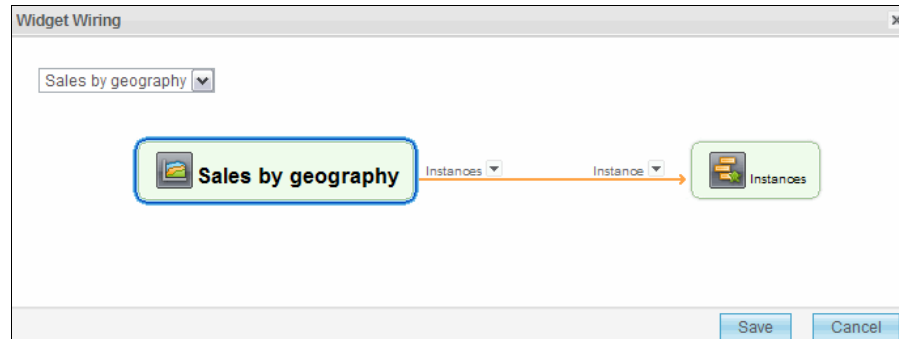 Widget Wiring
Sales by geography
Sales by geography
Instances
Instance
Instances
Save
Cancel